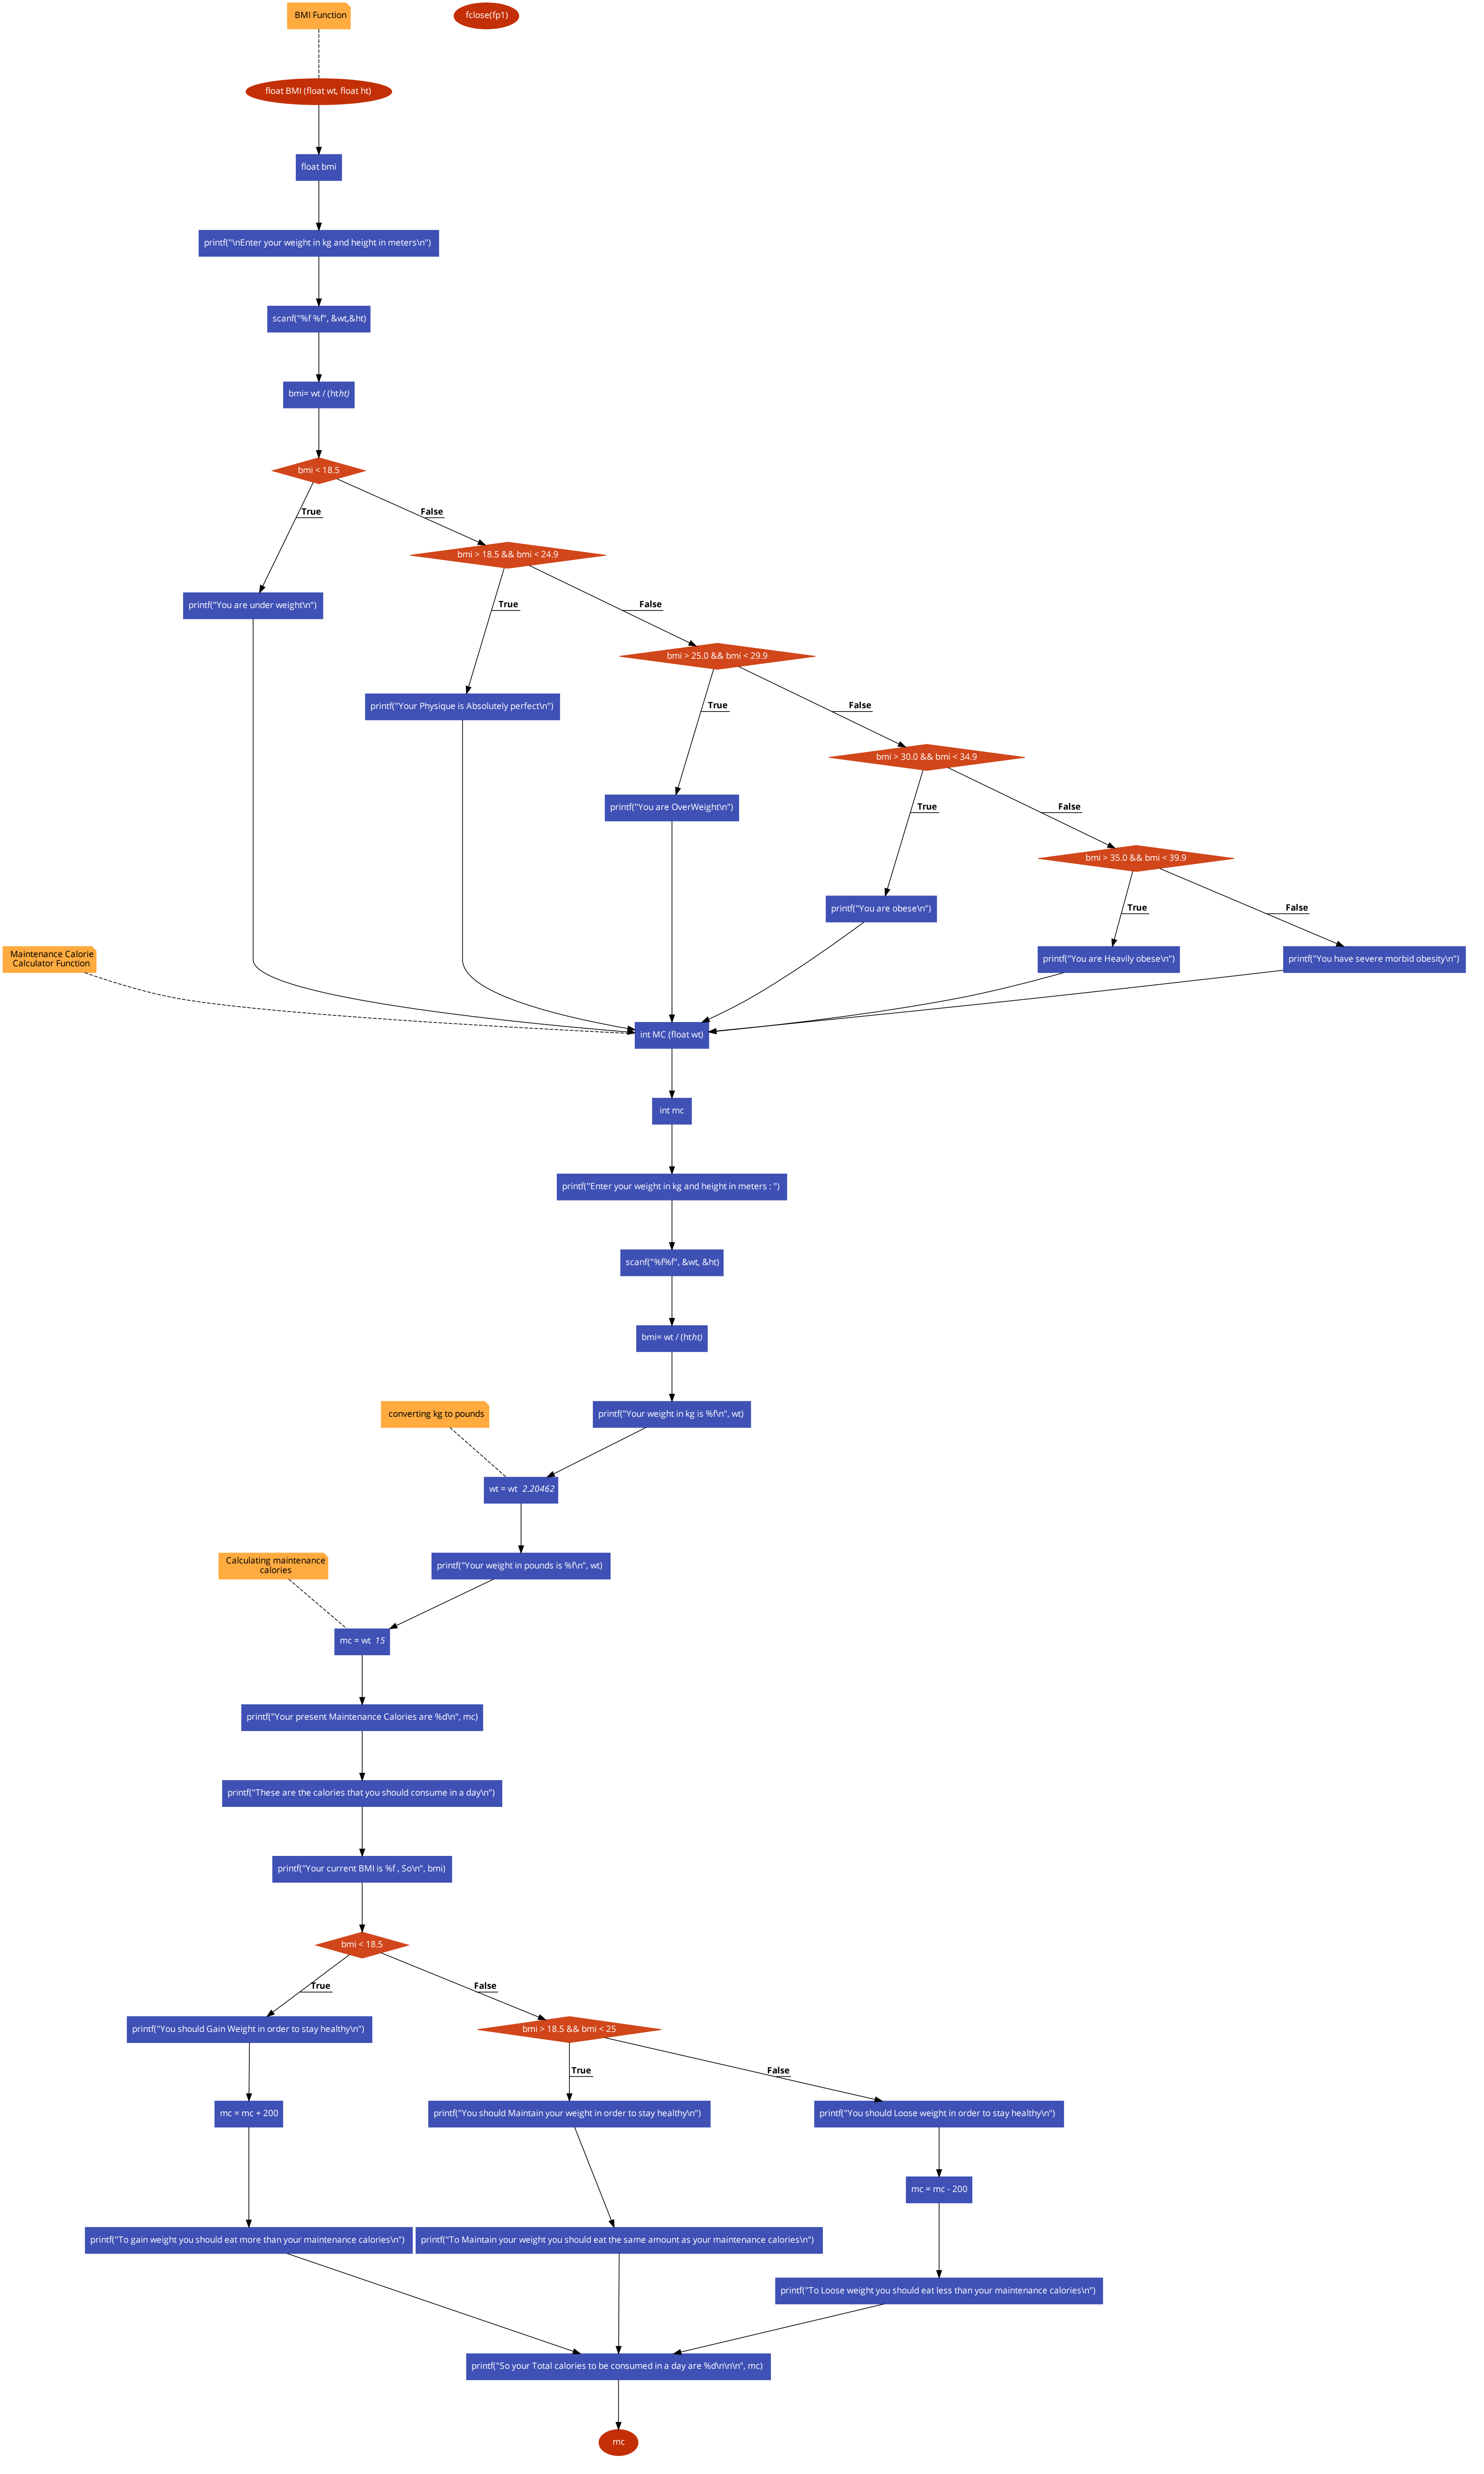 BMI Function
fclose(fp1)
float BMI (float wt, float ht)
float bmi
printf("\nEnter your weight in kg and height in meters\n")
scanf("%f %f", &wt,&ht)
bmi= wt / (htht)
bmi < 18.5
True
False
bmi > 18.5 && bmi < 24.9
printf("You are under weight\n")
True
False
bmi > 25.0 && bmi < 29.9
printf("Your Physique is Absolutely perfect\n")
True
False
bmi > 30.0 && bmi < 34.9
printf("You are OverWeight\n")
True
False
bmi > 35.0 && bmi < 39.9
printf("You are obese\n")
True
False
Maintenance Calorie
Calculator Function
printf("You are Heavily obese\n")
printf("You have severe morbid obesity\n")
int MC (float wt)
int mc
printf("Enter your weight in kg and height in meters : ")
scanf("%f%f", &wt, &ht)
bmi= wt / (htht)
converting kg to pounds
printf("Your weight in kg is %f\n", wt)
wt = wt 2.20462
Calculating maintenance
calories
printf("Your weight in pounds is %f\n", wt)
mc = wt 15
printf("Your present Maintenance Calories are %d\n", mc)
printf("These are the calories that you should consume in a day\n")
printf("Your current BMI is %f , So\n", bmi)
bmi < 18.5
True
False
printf("You should Gain Weight in order to stay healthy\n")
bmi > 18.5 && bmi < 25
True
False
mc = mc + 200
printf("You should Maintain your weight in order to stay healthy\n")
printf("You should Loose weight in order to stay healthy\n")
mc = mc - 200
printf("To gain weight you should eat more than your maintenance calories\n")
printf("To Maintain your weight you should eat the same amount as your maintenance calories\n")
printf("To Loose weight you should eat less than your maintenance calories\n")
printf("So your Total calories to be consumed in a day are %d\n\n\n", mc)
mc